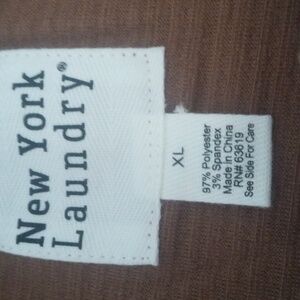 New York
Laundry®
XL
97% Polyester
3% Spandex
Made in China
RN# 63619
See Side For Care